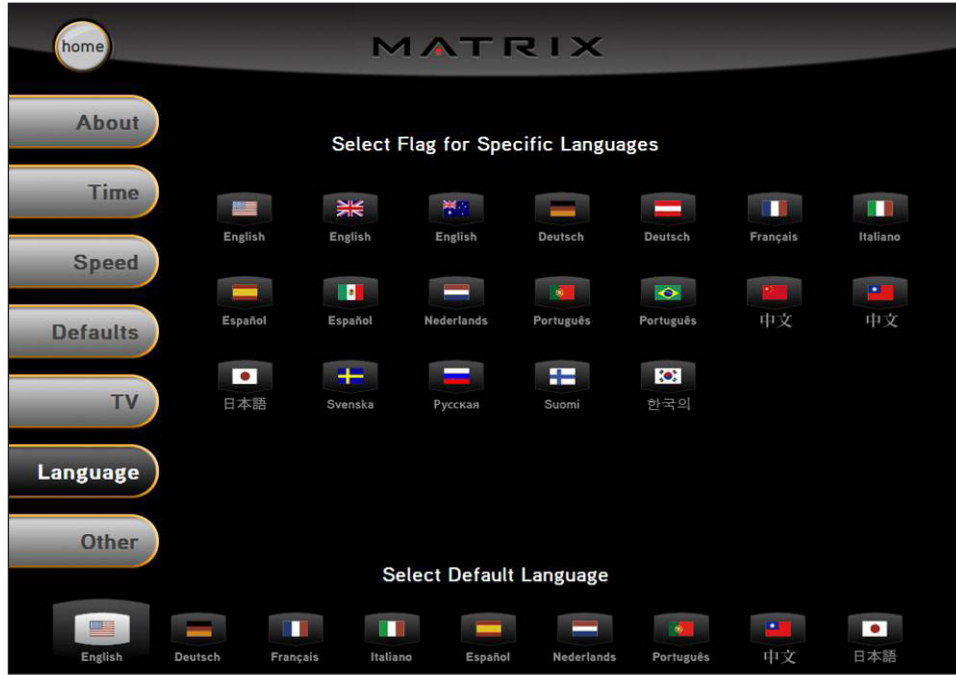 home
MATRIX
About
Time
Speed
Defaults
TV
Language
Other
Select Flag for Specific Languages
English English English Deutsch Deutsch Français Italiano
Español Español Nederlands Português Português 中文 中文
日本語 Svenska Русская Suomi 한국의
Select Default Language
English Deutsch Français Italiano Español Nederlands Português 中文 日本語